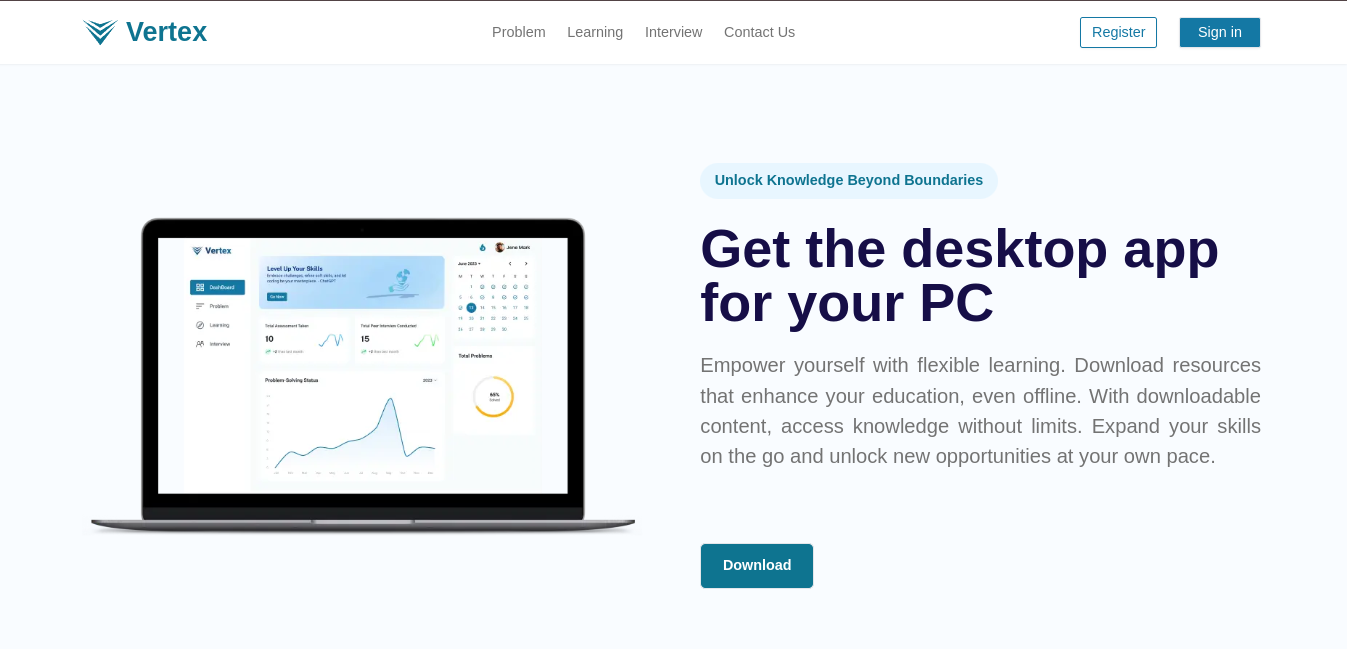 Vertex
Problem Learning Interview Contact Us
Register
Sign in
Vertex
DashBoard
Problem
Learning
Interview
Level Up Your Skills
Go Now
Total Assessment Taken
10
Total Peer Interview Conducted
15
Problem Solving Status
2023
Jane Mark
June 2023
Total Problems
Unlock Knowledge Beyond Boundaries
Get the desktop app
for your PC
Empower yourself with flexible learning. Download resources
that enhance your education, even offline. With downloadable
content, access knowledge without limits. Expand your skills
on the go and unlock new opportunities at your own pace.
Download